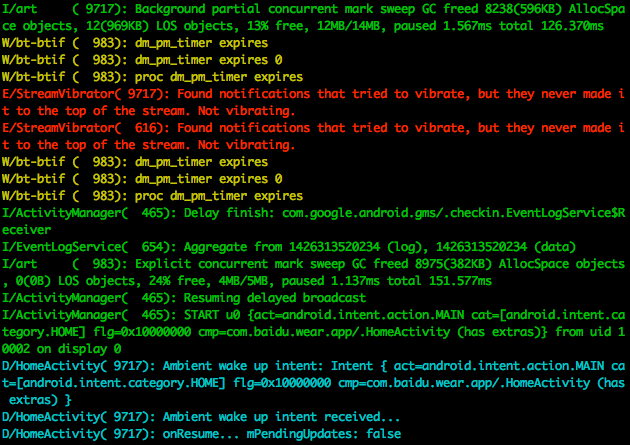 I/art     ( 9717): Background partial concurrent mark sweep GC freed 8238(596KB) AllocSpa
ce objects, 12(969KB) LOS objects, 13% free, 12MB/14MB, paused 1.567ms total 126.370ms
W/bt-btif (  983): dm_pm_timer expires
W/bt-btif (  983): dm_pm_timer expires 0
W/bt-btif (  983): proc dm_pm_timer expires
E/StreamVibrator( 9717): Found notifications that tried to vibrate, but they never made i
t to the top of the stream. Not vibrating.
E/StreamVibrator(  616): Found notifications that tried to vibrate, but they never made i
t to the top of the stream. Not vibrating.
W/bt-btif (  983): dm_pm_timer expires
W/bt-btif (  983): dm_pm_timer expires 0
W/bt-btif (  983): proc dm_pm_timer expires
I/ActivityManager(  465): Delay finish: com.google.android.gms/.checkin.EventLogService$R
eceiver
I/EventLogService(  654): Aggregate from 1426313520234 (log), 1426313520234 (data)
I/art     (  983): Explicit concurrent mark sweep GC freed 8975(382KB) AllocSpace objects
, 0(0B) LOS objects, 24% free, 4MB/5MB, paused 1.137ms total 151.577ms
I/ActivityManager(  465): Resuming delayed broadcast
I/ActivityManager(  465): START u0 {act=android.intent.action.MAIN cat=[android.intent.ca
tegory.HOME] flg=0x10000000 cmp=com.baidu.wear.app/.HomeActivity (has extras)} from uid 1
0002 on display 0
D/HomeActivity( 9717): Ambient wake up intent: Intent { act=android.intent.action.MAIN ca
t=[android.intent.category.HOME] flg=0x10000000 cmp=com.baidu.wear.app/.HomeActivity (has
 extras) }
D/HomeActivity( 9717): Ambient wake up intent received...
D/HomeActivity( 9717): onResume... mPendingUpdates: false